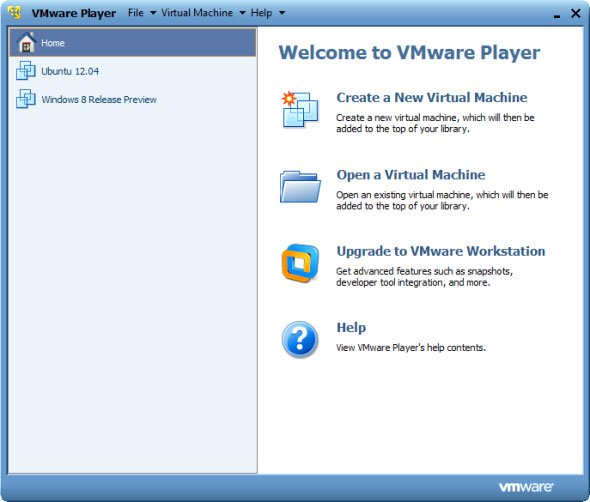 VMware Player File Virtual Machine Help
Home
Ubuntu 12.04
Windows 8 Release Preview
Welcome to VMware Player
Create a New Virtual Machine
Create a new virtual machine, which will then be
added to the top of your library.
Open a Virtual Machine
Open an existing virtual machine, which will then be
added to the top of your library.
Upgrade to VMware Workstation
Get advanced features such as snapshots,
developer tool integration, and more.
Help
View VMware Player's help contents.
vmware